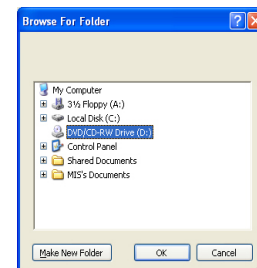 Browse For Folder
My Computer
3½ Floppy (A:)
Local Disk (C:)
DVD/CD-RW Drive (D:)
Control Panel
Shared Documents
MIS's Documents
Make New Folder OK Cancel